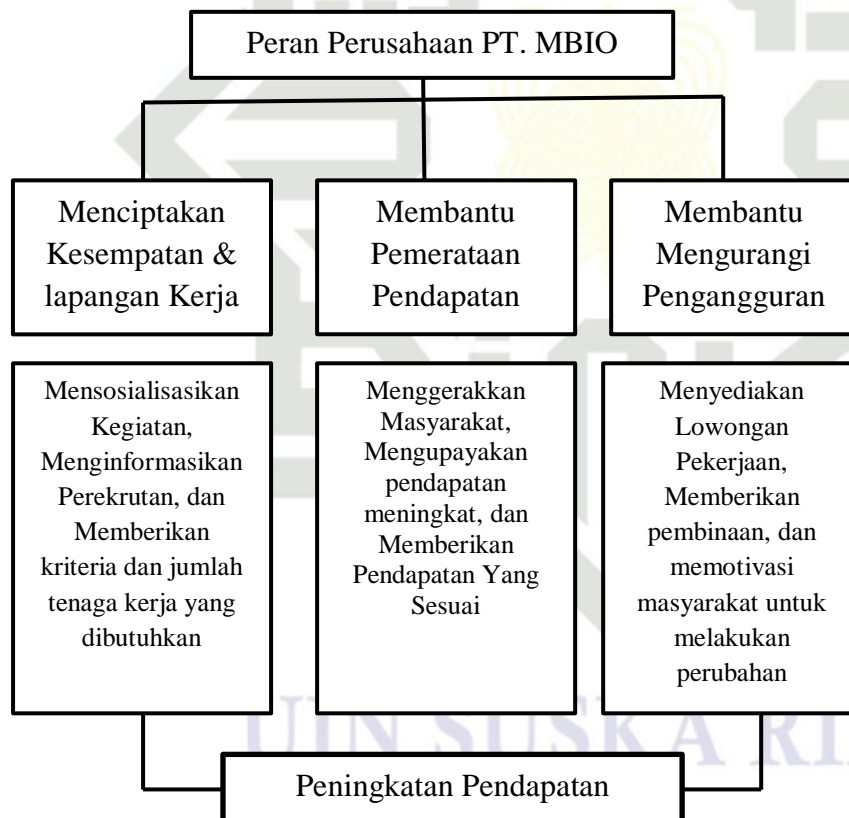 Peran Perusahaan PT. MBIO
Menciptakan
Kesempatan &
lapangan Kerja
Membantu
Pemerataan
Pendapatan
Membantu
Mengurangi
Pengangguran
Mensosialisasikan
Kegiatan,
Menginformasikan
Perekrutan, dan
Memberikan
kriteria dan jumlah
tenaga kerja yang
dibutuhkan
Menggerakkan
Masyarakat,
Mengupayakan
pendapatan
meningkat, dan
Memberikan
Pendapatan Yang
Sesuai
Menyediakan
Lowongan
Pekerjaan,
Memberikan
pembinaan, dan
memotivasi
masyarakat untuk
melakukan
perubahan
UIN SUSKA
Peningkatan Pendapatan